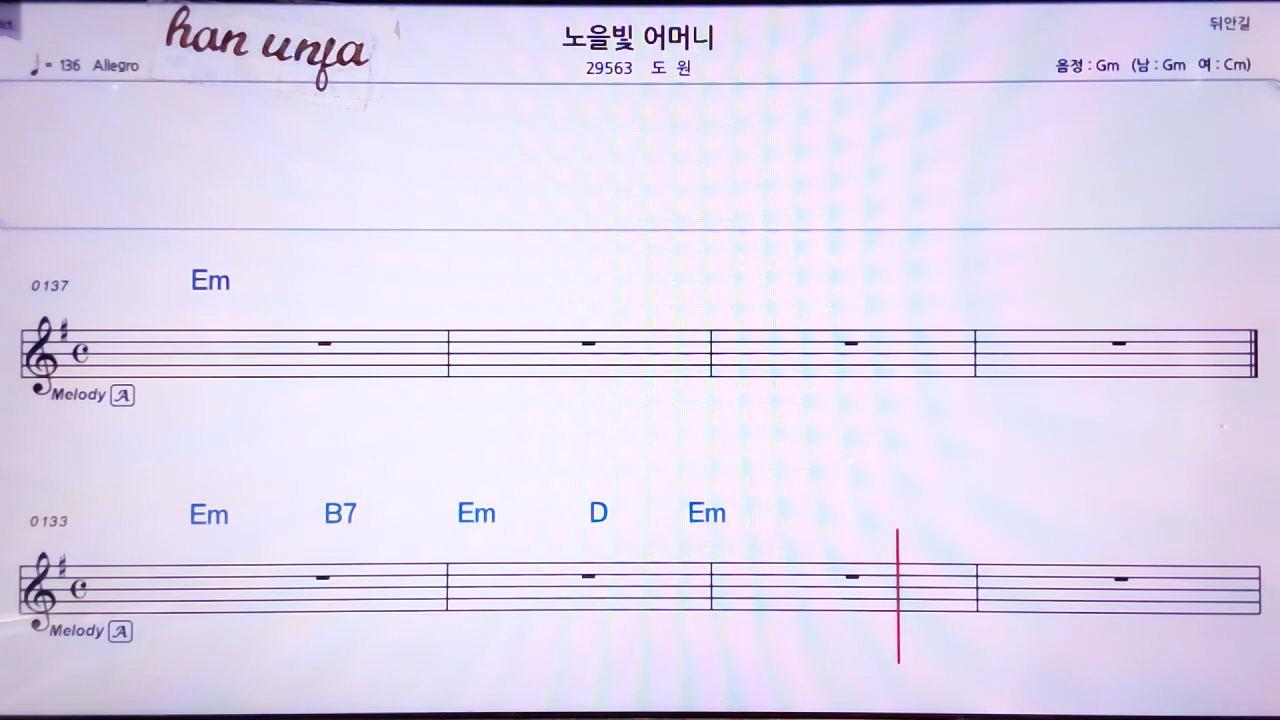 han unfa
노을빛 어머니
뒤안길
♩= 136 Allegro
29563 도 원
음정 : Gm (남 : Gm 여 : Cm)
0137 Em
Melody A
0133 Em B7 Em D Em
Melody A